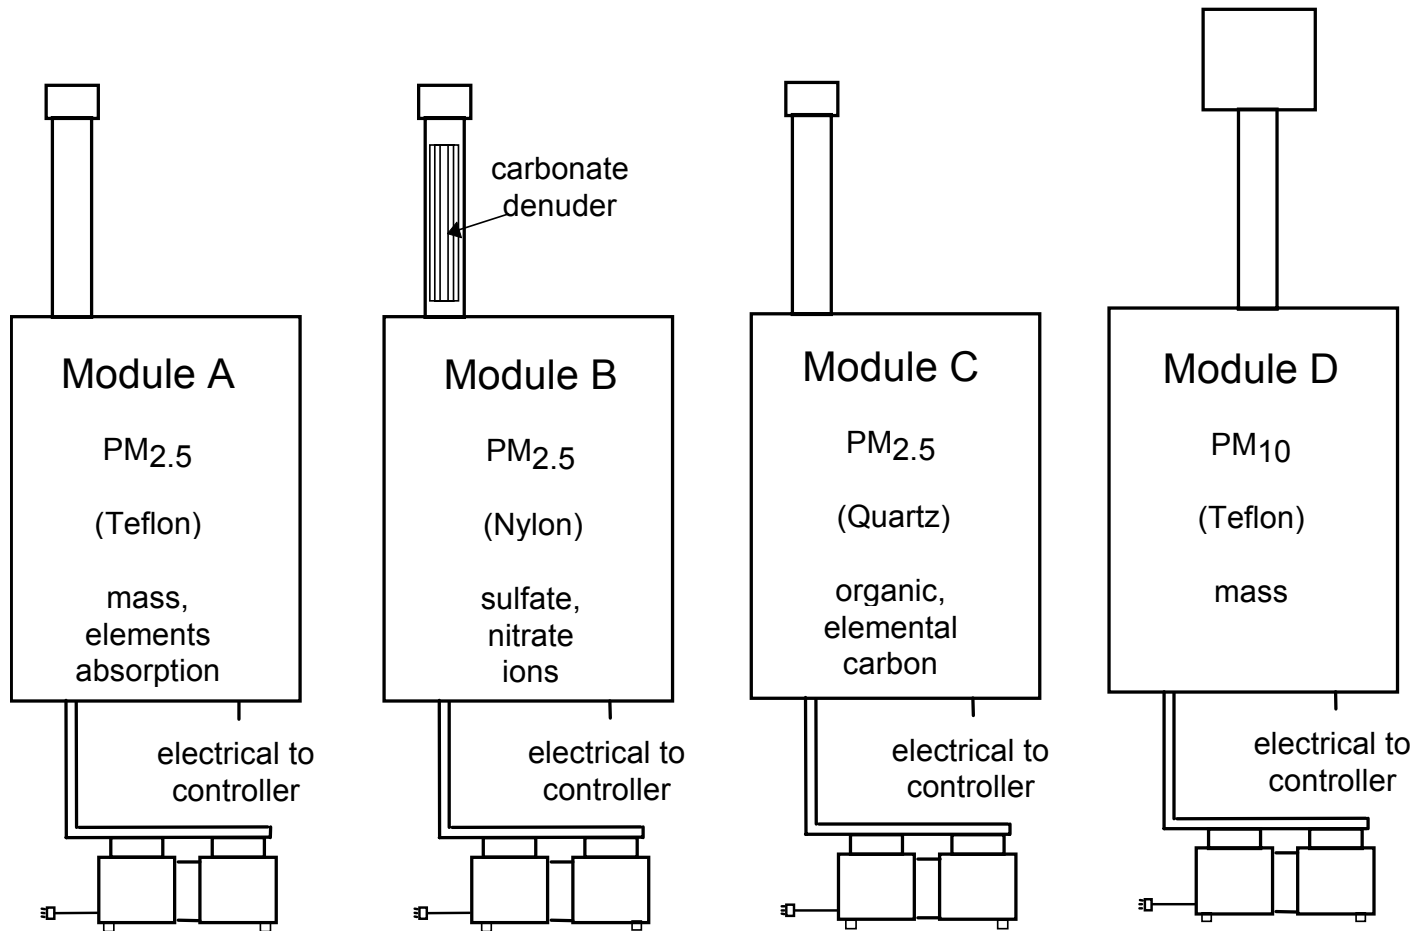 carbonate
denuder
Module A
PM2.5
(Teflon)
mass,
elements
absorption
electrical to
controller
Module B
PM2.5
(Nylon)
sulfate,
nitrate
ions
electrical to
controller
Module C
PM2.5
(Quartz)
organic,
elemental
carbon
electrical to
controller
Module D
PM10
(Teflon)
mass
electrical to
controller